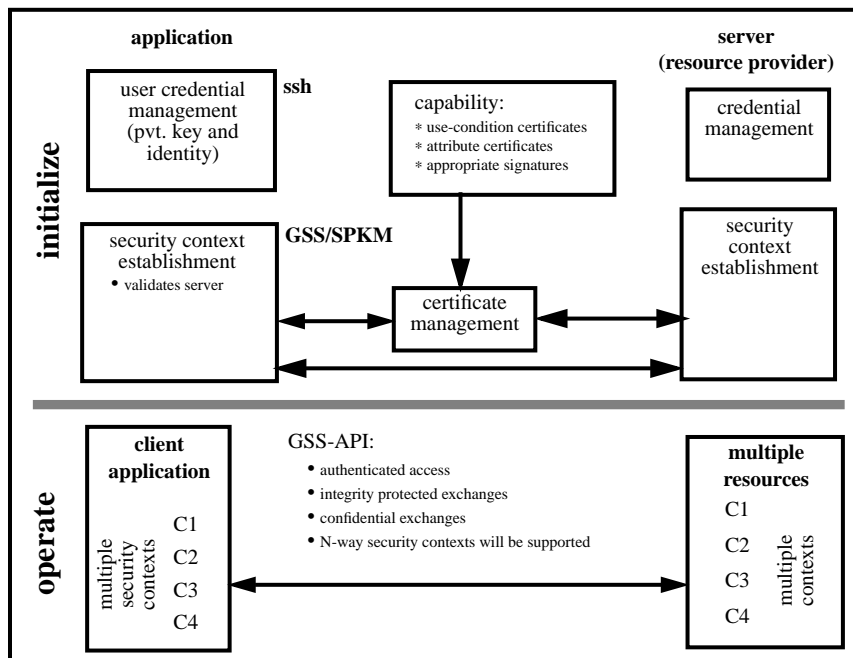 application
server
(resource provider)
initialize
user credential
management
(pvt. key and
identity)
ssh
capability:
* use-condition certificates
* attribute certificates
* appropriate signatures
credential
management
security context
establishment
• validates server
GSS/SPKM
certificate
management
security
context
establishment
operate
client
application
multiple
security
contexts
C1
C2
C3
C4
GSS-API:
• authenticated access
• integrity protected exchanges
• confidential exchanges
• N-way security contexts will be supported
multiple
resources
C1
C2
C3
C4
multiple
contexts